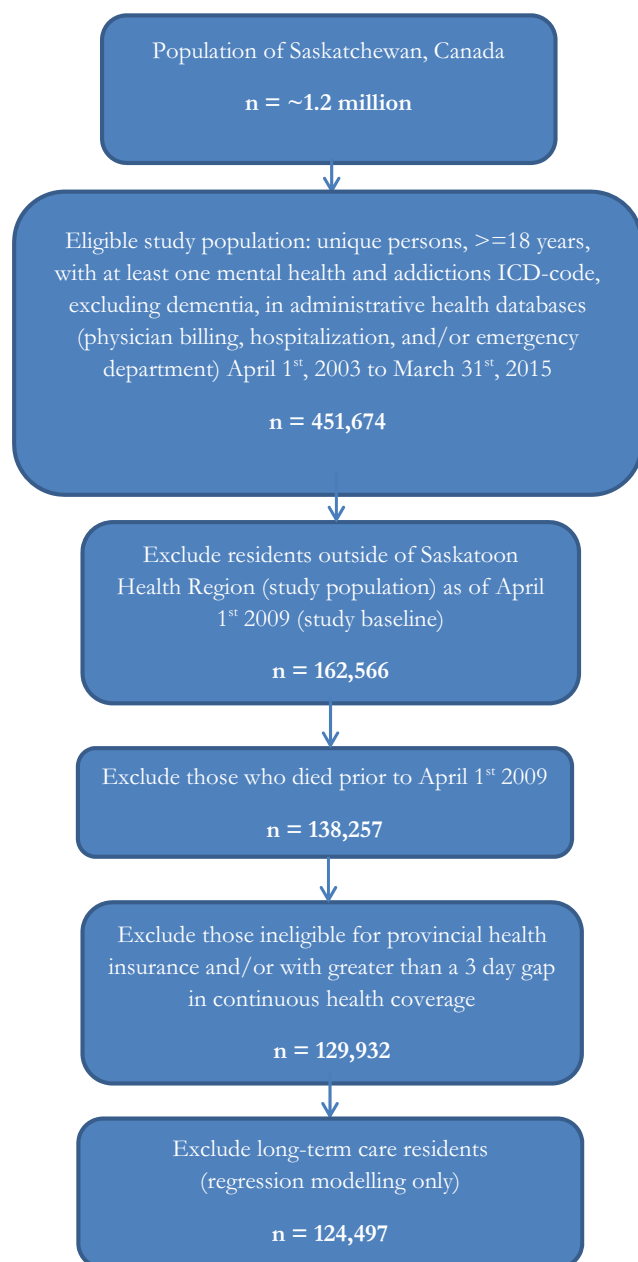 Population of Saskatchewan, Canada
n = ~1.2 million
Eligible study population: unique persons, >=18 years,
with at least one mental health and addictions ICD-code,
excluding dementia, in administrative health databases
(physician billing, hospitalization, and/or emergency
department) April 1st, 2003 to March 31st, 2015
n = 451,674
Exclude residents outside of Saskatoon
Health Region (study population) as of April
1st 2009 (study baseline)
n = 162,566
Exclude those who died prior to April 1st 2009
n = 138,257
Exclude those ineligible for provincial health
insurance and/or with greater than a 3 day gap
in continuous health coverage
n = 129,932
Exclude long-term care residents
(regression modelling only)
n = 124,497